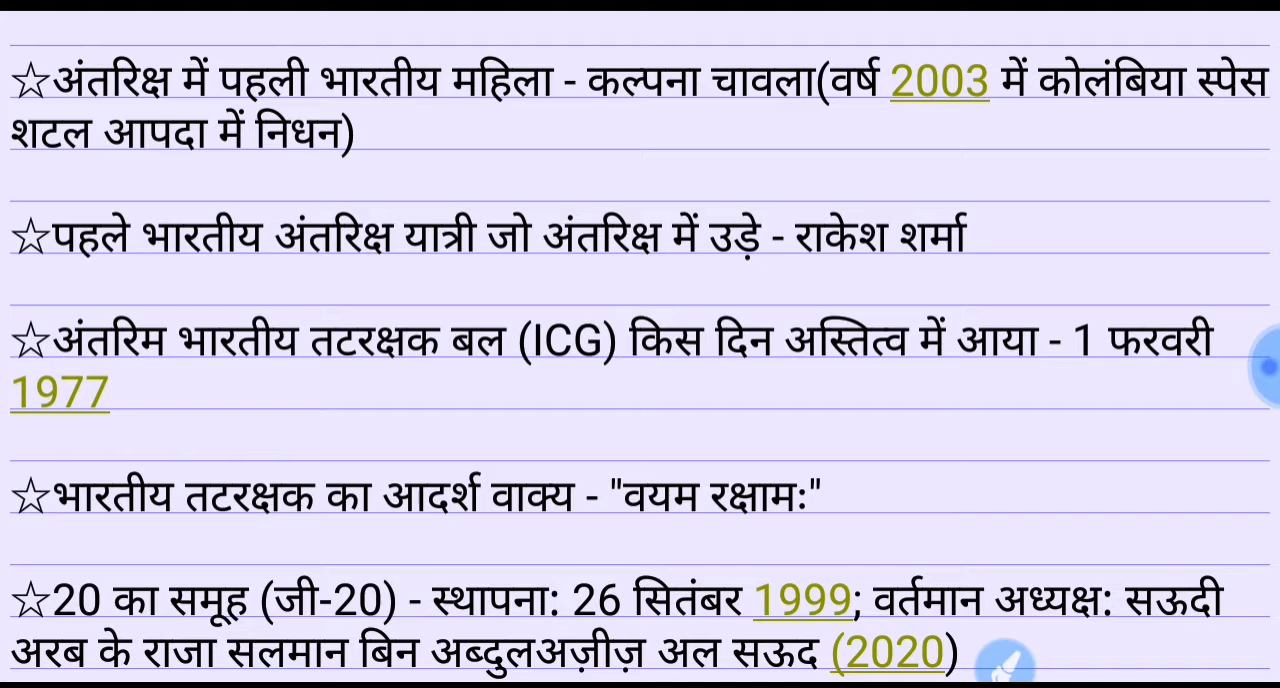 ☆अंतरिक्ष में पहली भारतीय महिला - कल्पना चावला(वर्ष 2003 में कोलंबिया स्पेस
शटल आपदा में निधन)
☆पहले भारतीय अंतरिक्ष यात्री जो अंतरिक्ष में उड़े - राकेश शर्मा
☆अंतरिम भारतीय तटरक्षक बल (ICG) किस दिन अस्तित्व में आया - 1 फरवरी
1977
☆भारतीय तटरक्षक का आदर्श वाक्य - "वयम रक्षामः"
☆20 का समूह (जी-20) - स्थापना: 26 सितंबर 1999; वर्तमान अध्यक्ष: सऊदी
अरब के राजा सलमान बिन अब्दुलअज़ीज़ अल सऊद (2020)